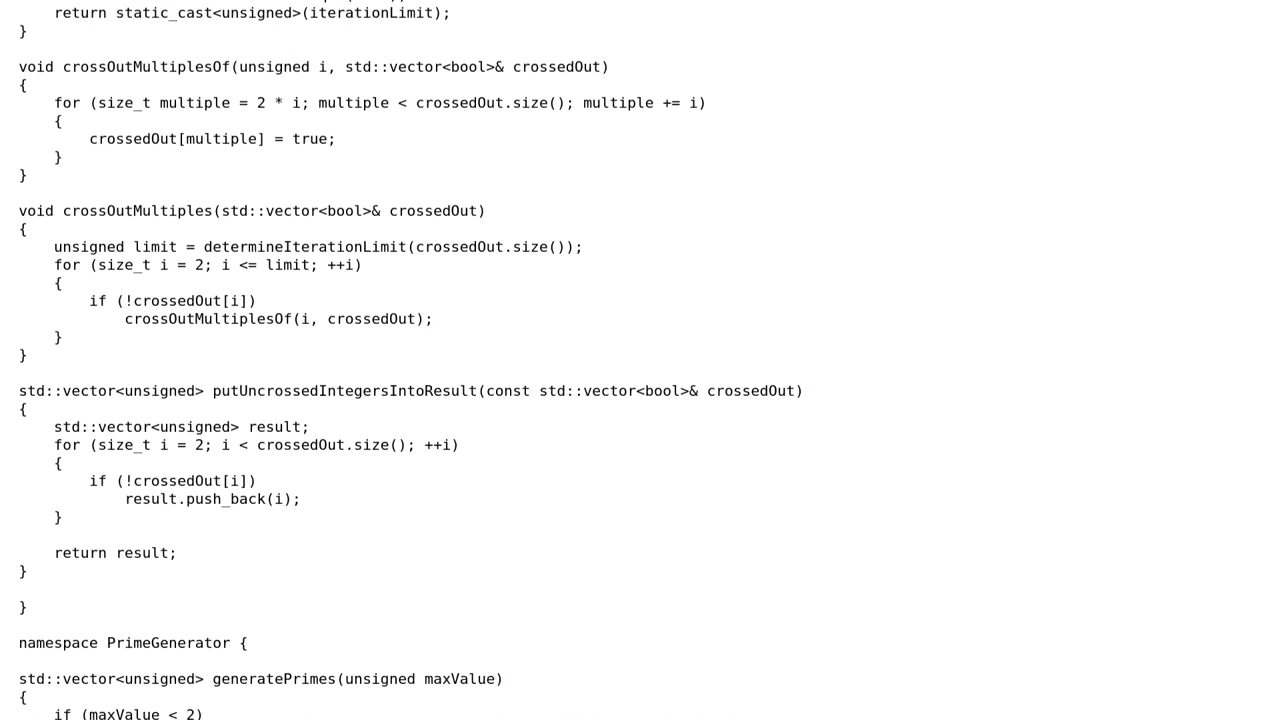 return static_cast<unsigned>(iterationLimit);
}

void crossOutMultiplesOf(unsigned i, std::vector<bool>& crossedOut)
{
    for (size_t multiple = 2 * i; multiple < crossedOut.size(); multiple += i)
    {
        crossedOut[multiple] = true;
    }
}

void crossOutMultiples(std::vector<bool>& crossedOut)
{
    unsigned limit = determineIterationLimit(crossedOut.size());
    for (size_t i = 2; i <= limit; ++i)
    {
        if (!crossedOut[i])
            crossOutMultiplesOf(i, crossedOut);
    }
}

std::vector<unsigned> putUncrossedIntegersIntoResult(const std::vector<bool>& crossedOut)
{
    std::vector<unsigned> result;
    for (size_t i = 2; i < crossedOut.size(); ++i)
    {
        if (!crossedOut[i])
            result.push_back(i);
    }

    return result;
}

}

namespace PrimeGenerator {

std::vector<unsigned> generatePrimes(unsigned maxValue)
{
    if (maxValue < 2)